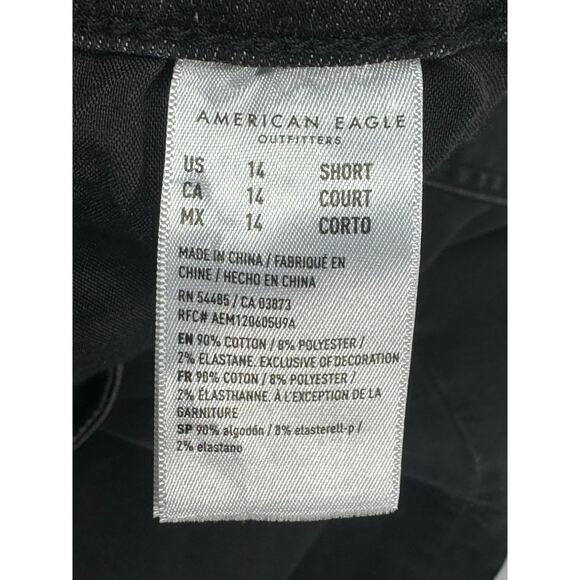 AMERICAN EAGLE
OUTFITTERS
US 14 SHORT
CA 14 COURT
MX 14 CORTO
MADE IN CHINA / FABRIQUÉ EN
CHINE / HECHO EN CHINA
RN 54485 / CA 03873
RFC# AEM120605U9A
EN 90% COTTON / 8% POLYESTER /
2% ELASTANE. EXCLUSIVE OF DECORATION
FR 90% COTON / 8% POLYESTER /
2% ÉLASTHANNE. À L'EXCEPTION DE LA
GARNITURE
SP 90% algodón / 8% elasterell-p /
2% elastano